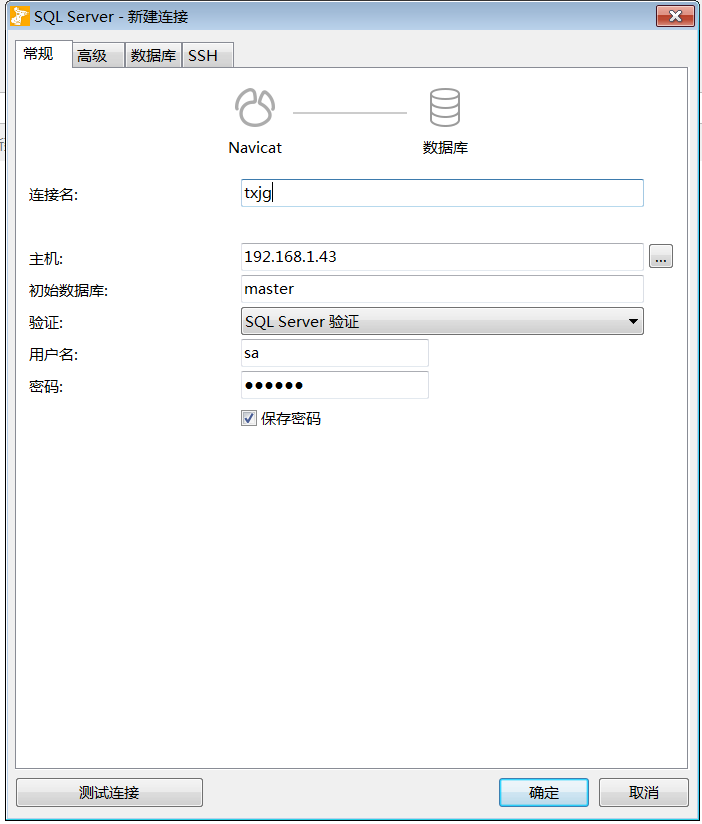 SQL Server - 新建连接
常规 高级 数据库 SSH
Navicat 数据库
连接名: txjg
主机: 192.168.1.43 ...
初始数据库: master
验证: SQL Server 验证
用户名: sa
密码: ●●●●●●
保存密码
测试连接 确定 取消